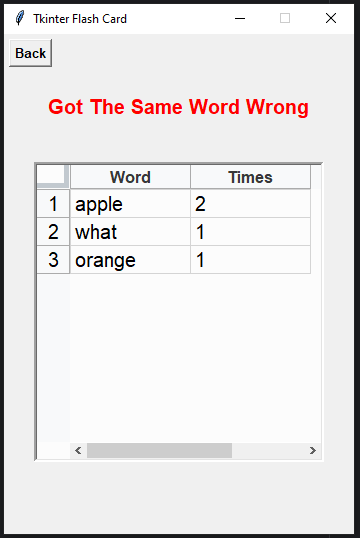 Tkinter Flash Card
Back
Got The Same Word Wrong
Word Times
1 apple 2
2 what 1
3 orange 1